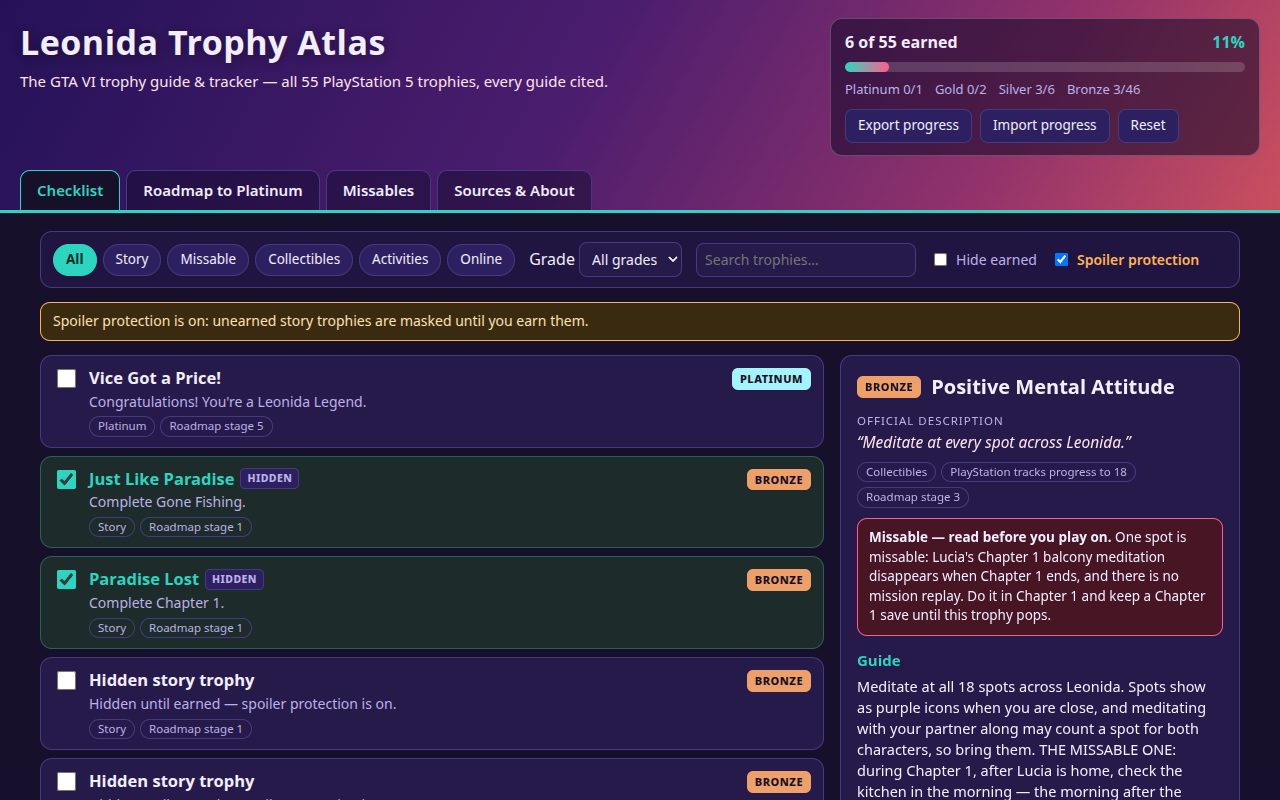 Leonida Trophy Atlas
The GTA VI trophy guide & tracker — all 55 PlayStation 5 trophies, every guide cited.
6 of 55 earned
11%
Platinum 0/1 Gold 0/2 Silver 3/6 Bronze 3/46
Export progress Import progress Reset
Checklist Roadmap to Platinum Missables Sources & About
All Story Missable Collectibles Activities Online Grade All grades Search trophies... Hide earned Spoiler protection
Spoiler protection is on: unearned story trophies are masked until you earn them.
Vice Got a Price!
PLATINUM
Congratulations! You're a Leonida Legend.
Platinum Roadmap stage 5
Just Like Paradise HIDDEN
BRONZE
Complete Gone Fishing.
Story Roadmap stage 1
Paradise Lost HIDDEN
BRONZE
Complete Chapter 1.
Story Roadmap stage 1
Hidden story trophy
BRONZE
Hidden until earned — spoiler protection is on.
Story Roadmap stage 1
Hidden story trophy
BRONZE
BRONZE Positive Mental Attitude
OFFICIAL DESCRIPTION
“Meditate at every spot across Leonida.”
Collectibles PlayStation tracks progress to 18
Roadmap stage 3
Missable — read before you play on. One spot is
missable: Lucia's Chapter 1 balcony meditation
disappears when Chapter 1 ends, and there is no
mission replay. Do it in Chapter 1 and keep a Chapter
1 save until this trophy pops.
Guide
Meditate at all 18 spots across Leonida. Spots show
as purple icons when you are close, and meditating
with your partner along may count a spot for both
characters, so bring them. THE MISSABLE ONE:
during Chapter 1, after Lucia is home, check the
kitchen in the morning — the morning after the